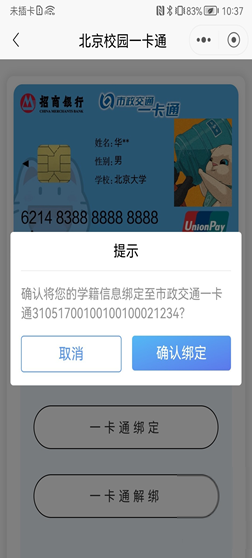 未插卡 83% 10:37
北京校园一卡通
招商银行 市政交通
CHINA MERCHANTS BANK 一卡通
姓名: 华**
性别: 男
学校: 北京大学
6214 8388 8888 8888
UnionPay
提示
确认将您的学籍信息绑定至市政交通一卡
通31051700100100100021234?
取消 确认绑定
一卡通绑定
一卡通解绑